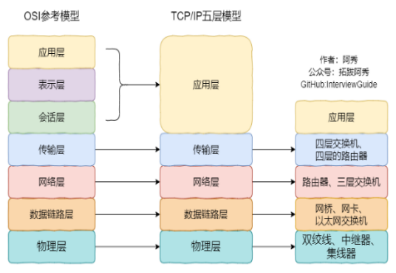 OSI参考模型
TCP/IP五层模型
作者：阿秀
公众号：拓跋阿秀
GitHub:InterviewGuide
应用层
表示层
会话层
应用层
应用层
传输层
传输层
四层交换机、
四层的路由器
网络层
网络层
路由器、三层交换机
数据链路层
数据链路层
网桥、网卡、
以太网交换机
物理层
物理层
双绞线、中继器、
集线器